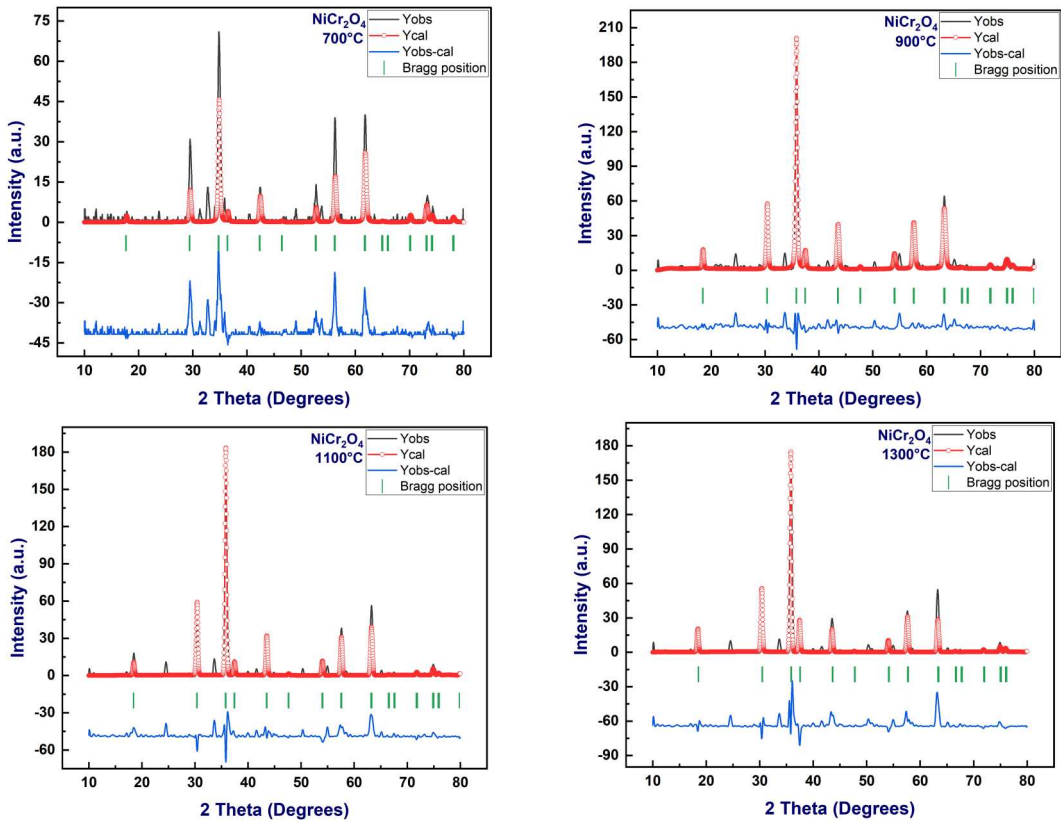 NiCr₂O₄
700°C
Yobs
Ycal
Yobs-cal
Bragg position
75
60
45
30
15
0
-15
-30
-45
Intensity (a.u.)
10 20 30 40 50 60 70 80
2 Theta (Degrees)
NiCr₂O₄
900°C
Yobs
Ycal
Yobs-cal
Bragg position
210
180
150
120
90
60
30
0
-30
-60
Intensity (a.u.)
10 20 30 40 50 60 70 80
2 Theta (Degrees)
NiCr₂O₄
1100°C
Yobs
Ycal
Yobs-cal
Bragg position
180
150
120
90
60
30
0
-30
-60
Intensity (a.u.)
10 20 30 40 50 60 70 80
2 Theta (Degrees)
NiCr₂O₄
1300°C
Yobs
Ycal
Yobs-cal
Bragg position
180
150
120
90
60
30
0
-30
-60
-90
Intensity (a.u.)
10 20 30 40 50 60 70 80
2 Theta (Degrees)